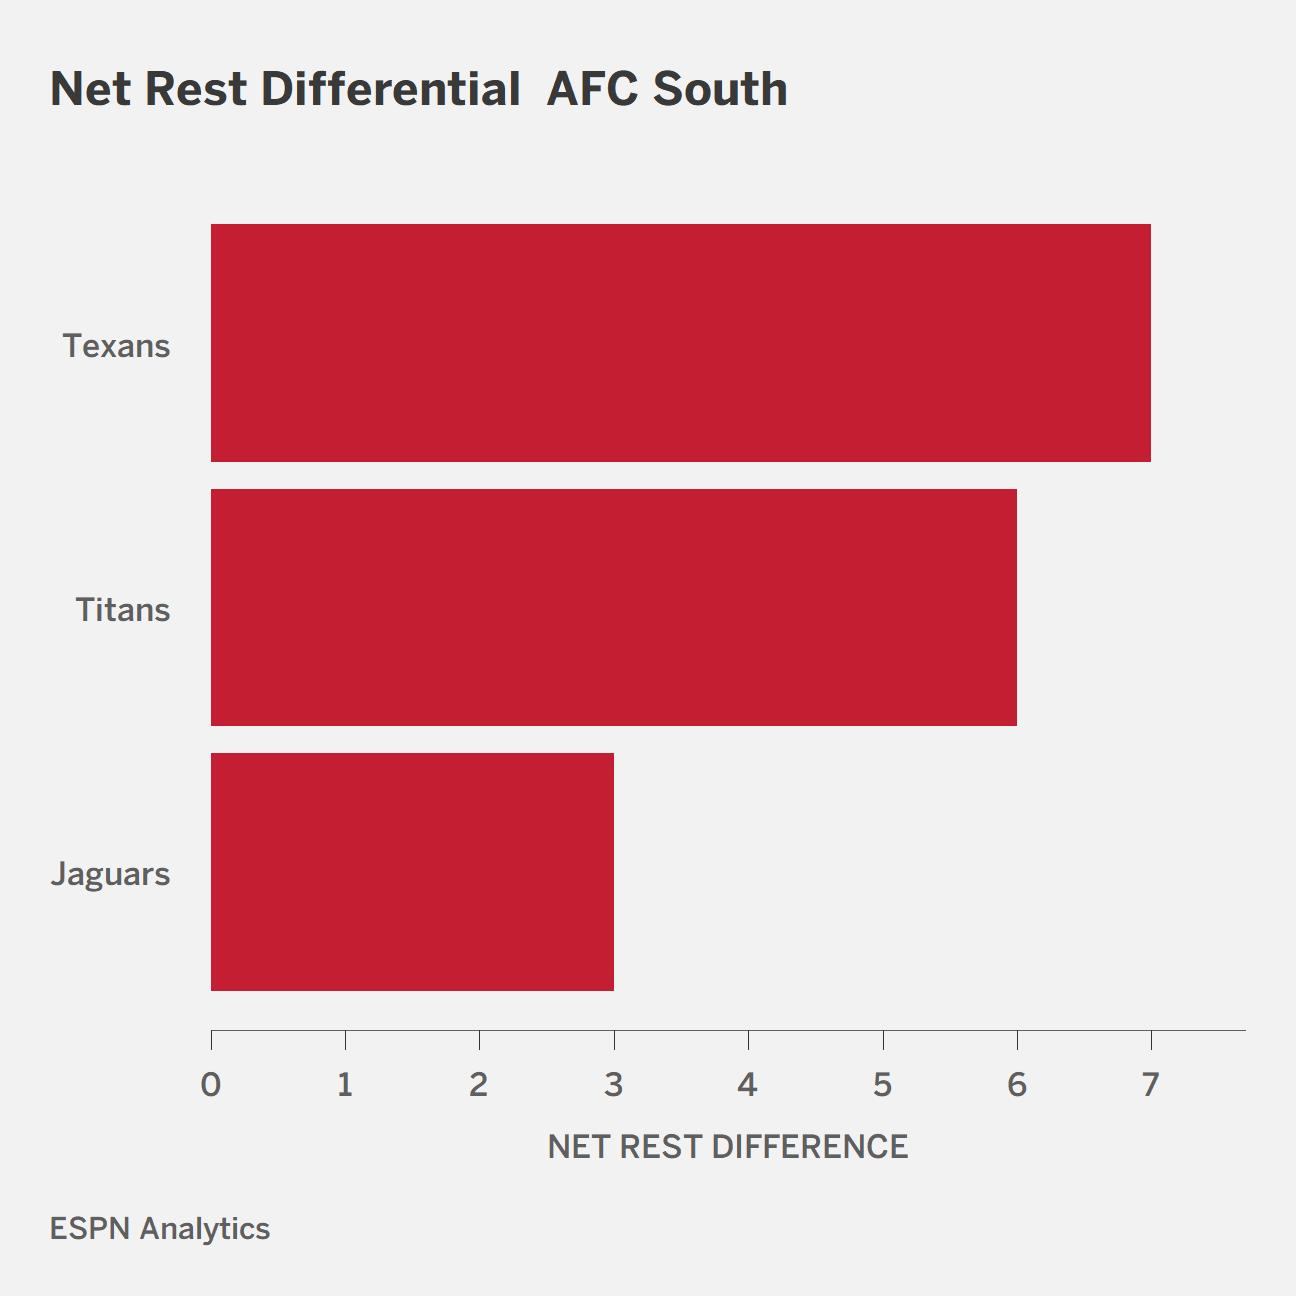 Net Rest Differential  AFC South
Texans
Titans
Jaguars
0 1 2 3 4 5 6 7
NET REST DIFFERENCE
ESPN Analytics